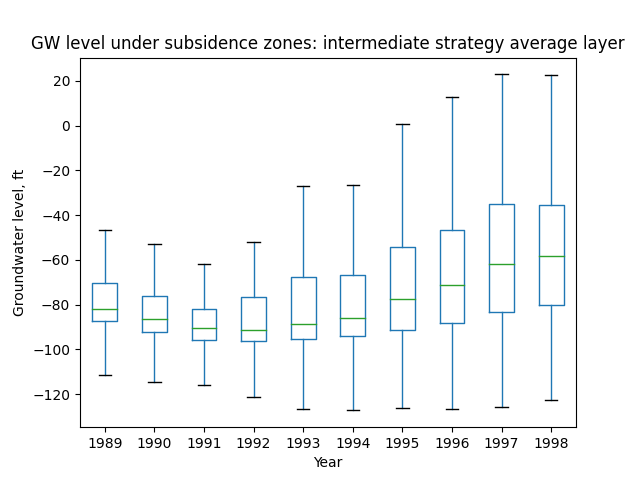 GW level under subsidence zones: intermediate strategy average layer
20
0
−20
−40
−60
−80
−100
−120
Groundwater level, ft
1989 1990 1991 1992 1993 1994 1995 1996 1997 1998
Year